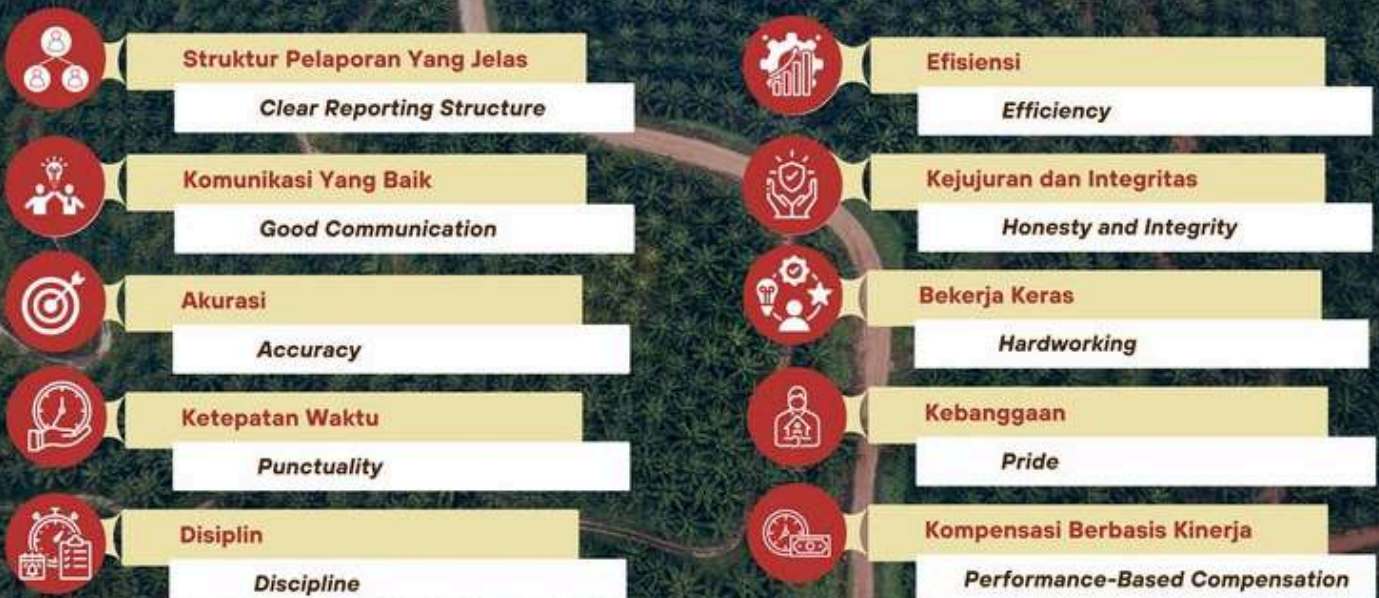 Struktur Pelaporan Yang Jelas
Clear Reporting Structure
Komunikasi Yang Baik
Good Communication
Akurasi
Accuracy
Ketepatan Waktu
Punctuality
Disiplin
Discipline
Efisiensi
Efficiency
Kejujuran dan Integritas
Honesty and Integrity
Bekerja Keras
Hardworking
Kebanggaan
Pride
Kompensasi Berbasis Kinerja
Performance-Based Compensation